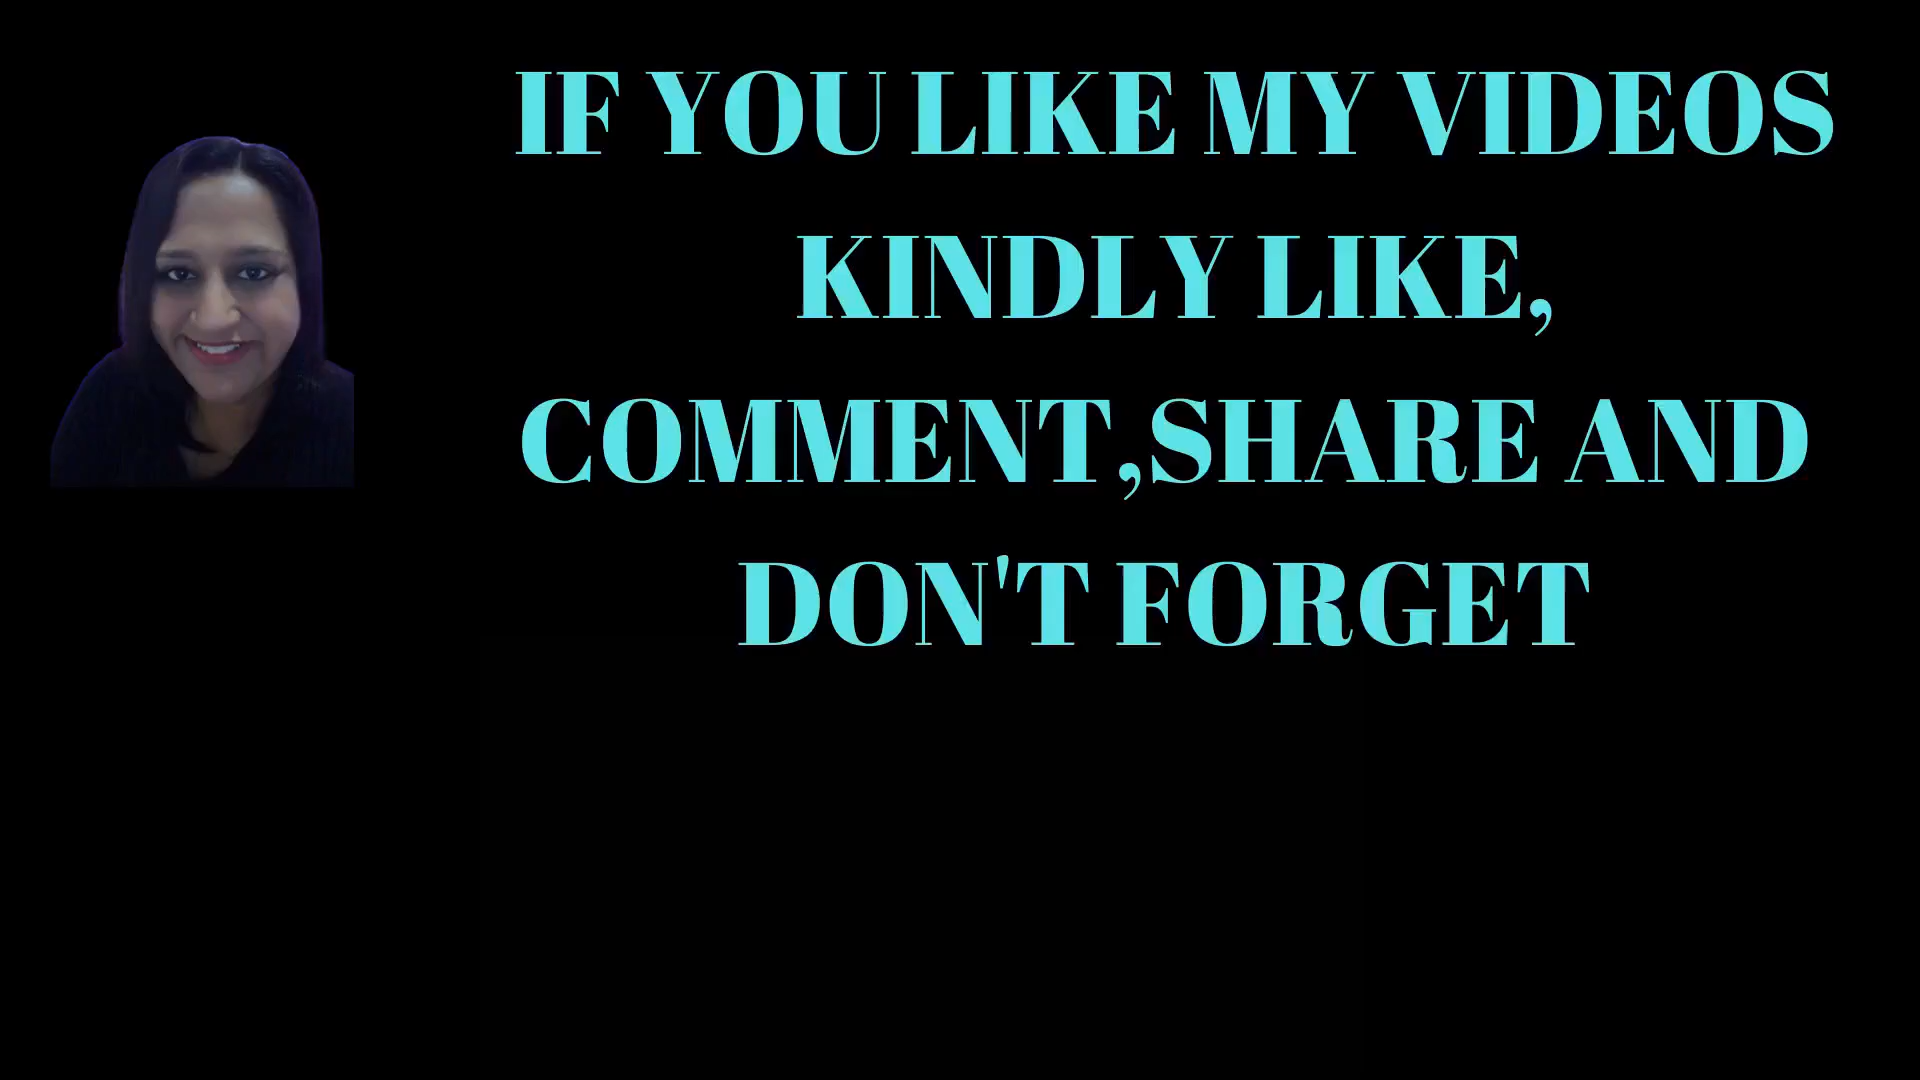 IF YOU LIKE MY VIDEOS
KINDLY LIKE,
COMMENT,SHARE AND
DON'T FORGET